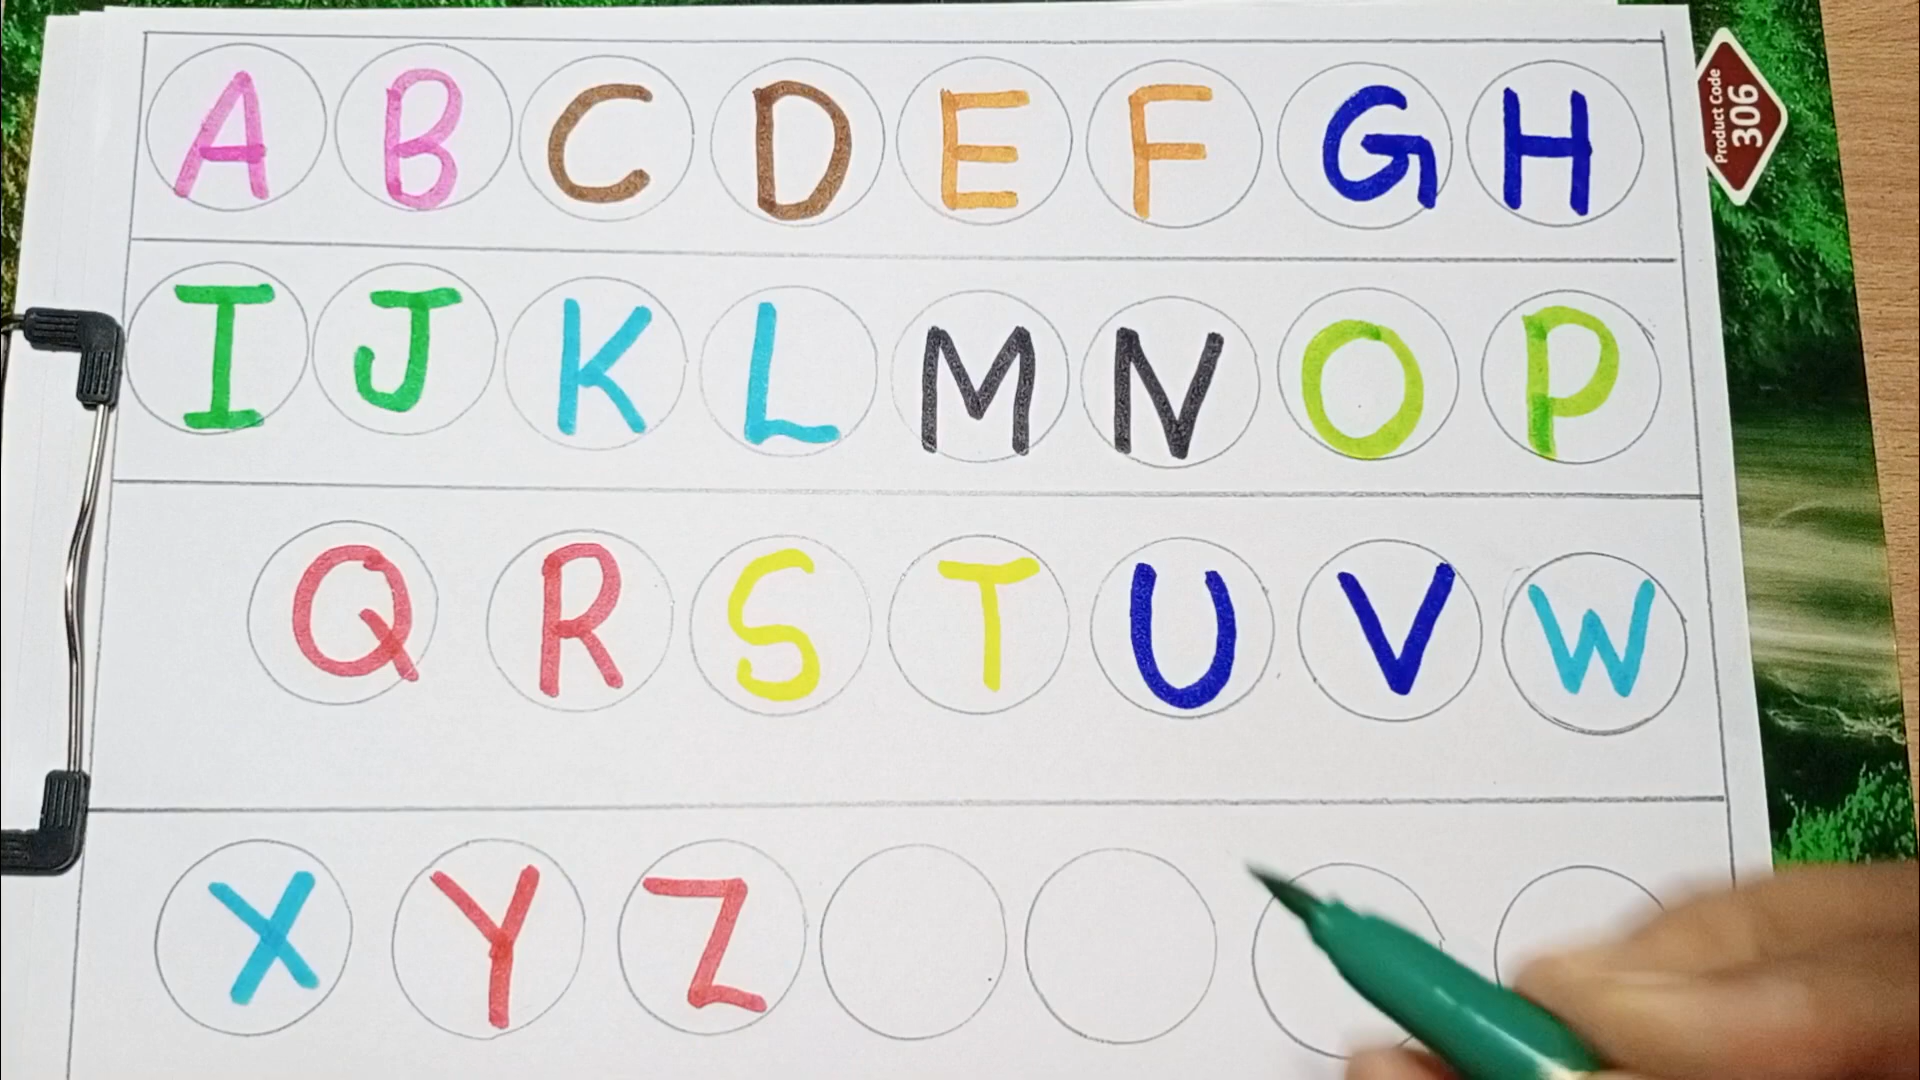 A B C D E F G H
I J K L M N O P
Q R S T U V W
X Y Z
Product Code
306